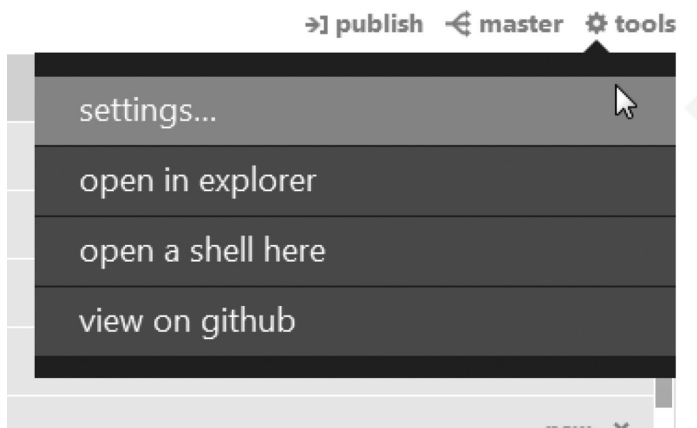 publish master tools
settings...
open in explorer
open a shell here
view on github